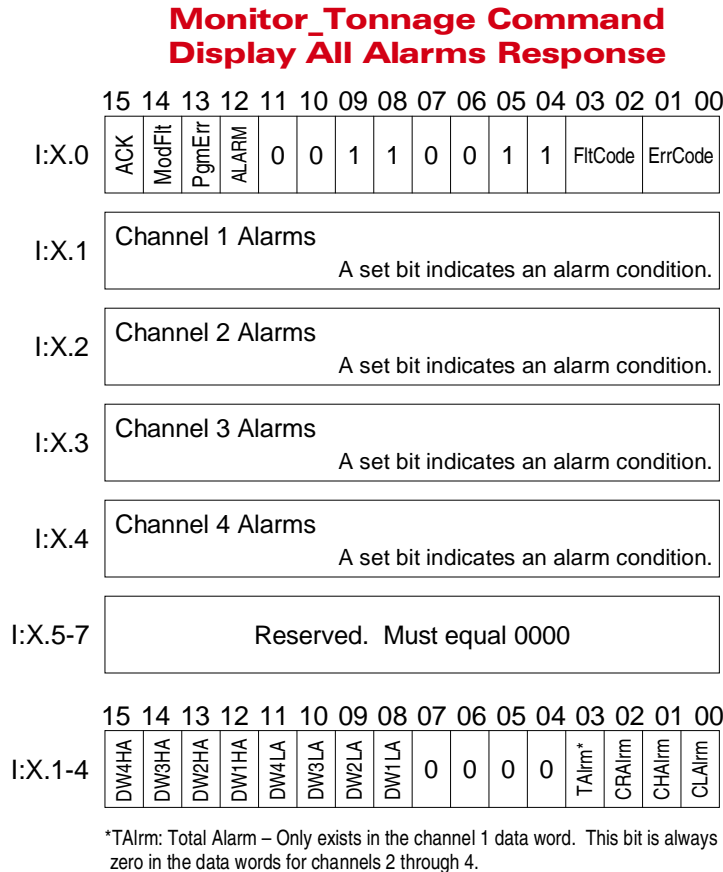 Monitor_Tonnage Command
Display All Alarms Response
15 14 13 12 11 10 09 08 07 06 05 04 03 02 01 00
I:X.0 ACK ModFlt PgmErr ALARM 0 0 1 1 0 0 1 1 FltCode ErrCode
I:X.1 Channel 1 Alarms
A set bit indicates an alarm condition.
I:X.2 Channel 2 Alarms
A set bit indicates an alarm condition.
I:X.3 Channel 3 Alarms
A set bit indicates an alarm condition.
I:X.4 Channel 4 Alarms
A set bit indicates an alarm condition.
I:X.5-7 Reserved. Must equal 0000
15 14 13 12 11 10 09 08 07 06 05 04 03 02 01 00
I:X.1-4 DW4HA DW3HA DW2HA DW1HA DW4LA DW3LA DW2LA DW1LA 0 0 0 0 TAlrm* CRAlrm CHAlrm CLAlrm
*TAlrm: Total Alarm – Only exists in the channel 1 data word. This bit is always
zero in the data words for channels 2 through 4.